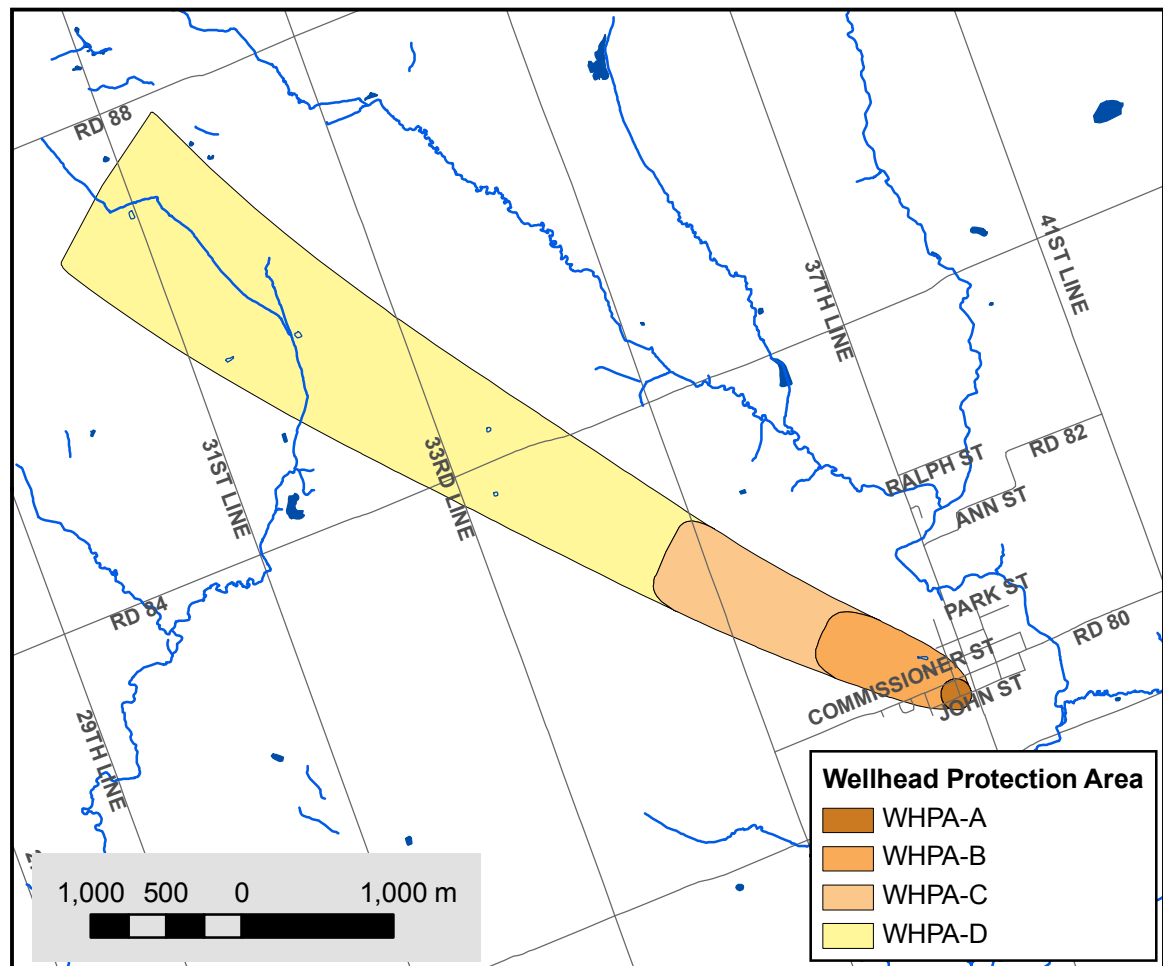 RD 88
41ST LINE
37TH LINE
31ST LINE
33RD LINE
RALPH ST
RD 82
ANN ST
RD 84
PARK ST
RD 80
COMMISSIONER ST
JOHN ST
29TH LINE
1,000 500 0 1,000 m
Wellhead Protection Area
WHPA-A
WHPA-B
WHPA-C
WHPA-D